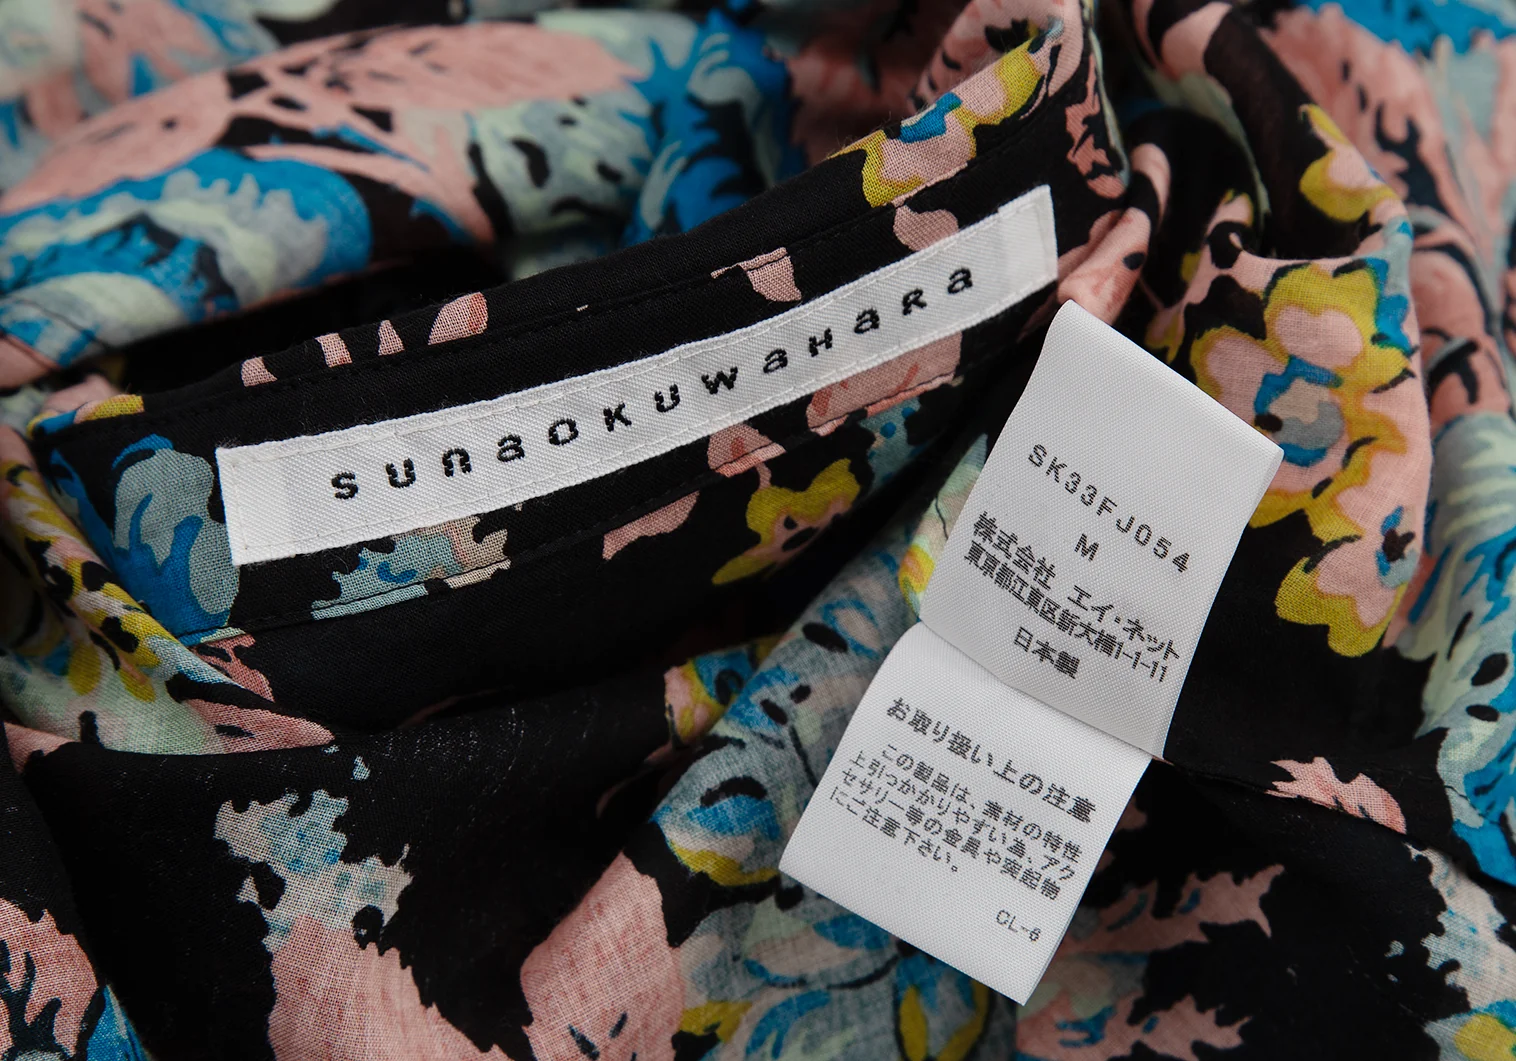 sunaokuwahara
SK33FJ054
M
株式会社 エイ・ネット
東京都江東区新大橋1-1-11
日本製
お取り扱い上の注意
この製品は、素材の特性
上引っかかりやすい為、アク
セサリー等の金具や突起物
にご注意下さい。
CL-6